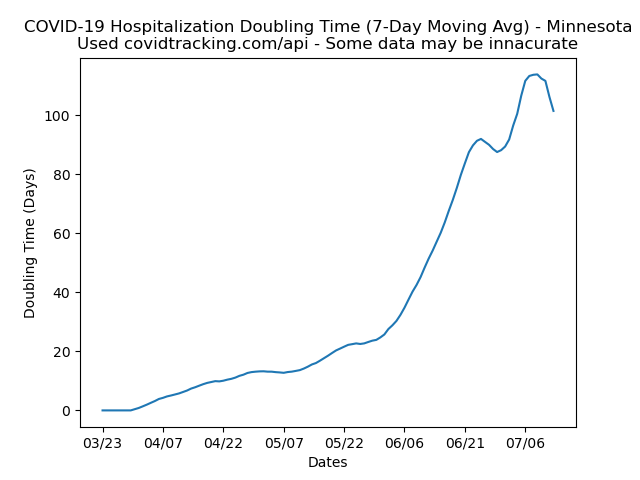 COVID-19 Hospitalization Doubling Time (7-Day Moving Avg) - Minnesota
Used covidtracking.com/api - Some data may be innacurate
100
80
60
40
20
0
Doubling Time (Days)
03/23 04/07 04/22 05/07 05/22 06/06 06/21 07/06
Dates